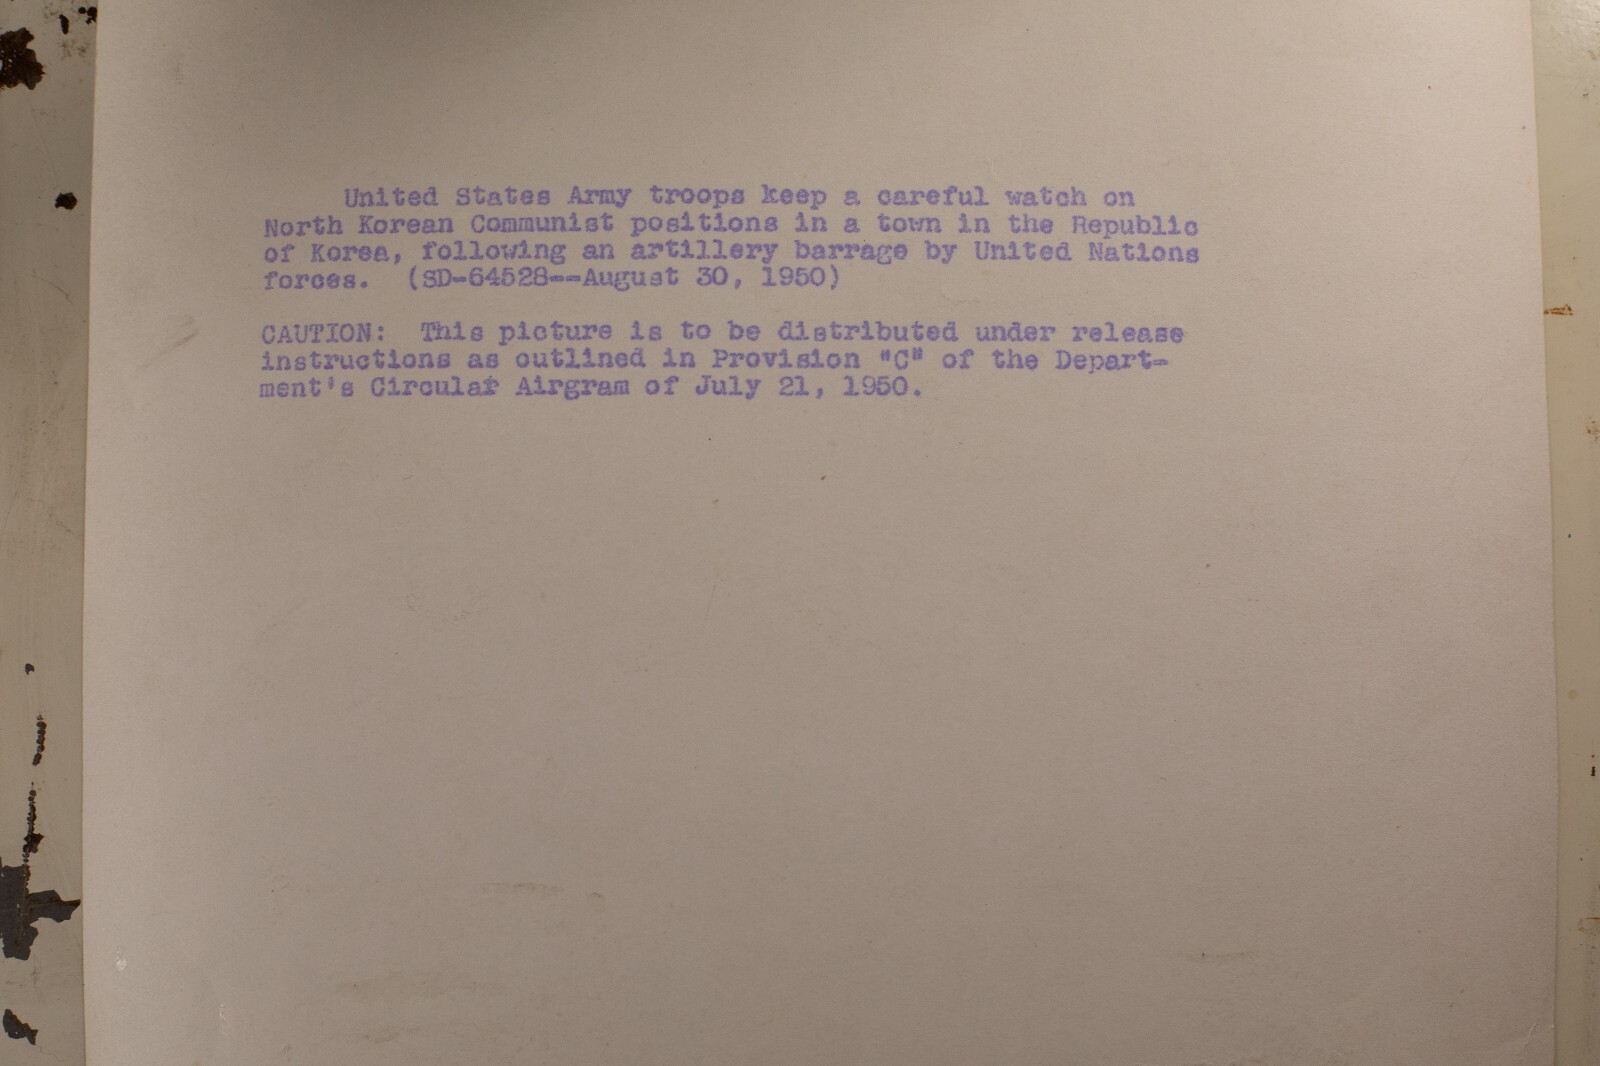 United States Army troops keep a careful watch on
North Korean Communist positions in a town in the Republic
of Korea, following an artillery barrage by United Nations
forces. (SD-64528--August 30, 1950)
CAUTION: This picture is to be distributed under release
instructions as outlined in Provision "C" of the Depart-
ment's Circular Airgram of July 21, 1950.